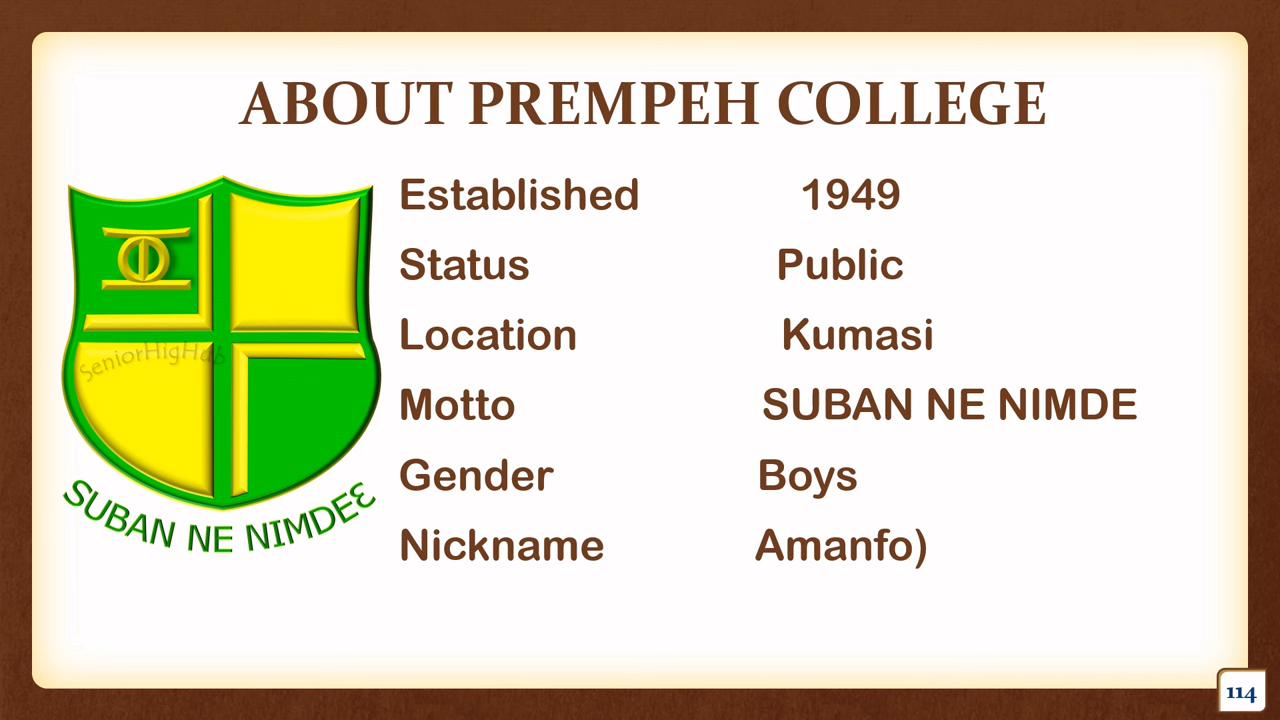 ABOUT PREMPEH COLLEGE
Established 1949
Status Public
Location Kumasi
Motto SUBAN NE NIMDE
Gender Boys
Nickname Amanfo)
SeniorHigHub
SUBAN NE NIMDEƐ
114